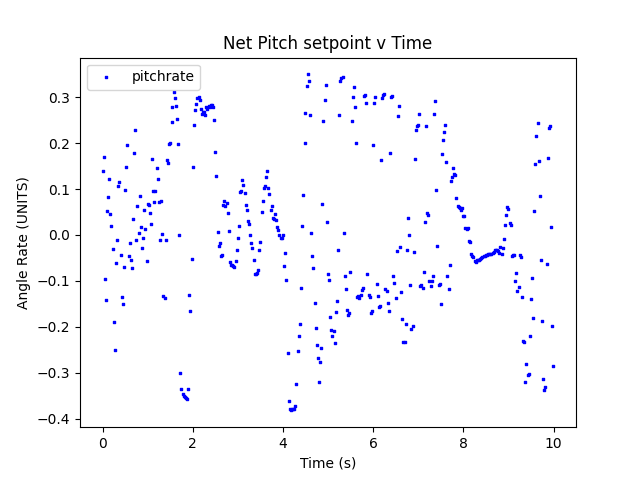 Net Pitch setpoint v Time
pitchrate
Angle Rate (UNITS)
0.3
0.2
0.1
0.0
−0.1
−0.2
−0.3
−0.4
0 2 4 6 8 10
Time (s)